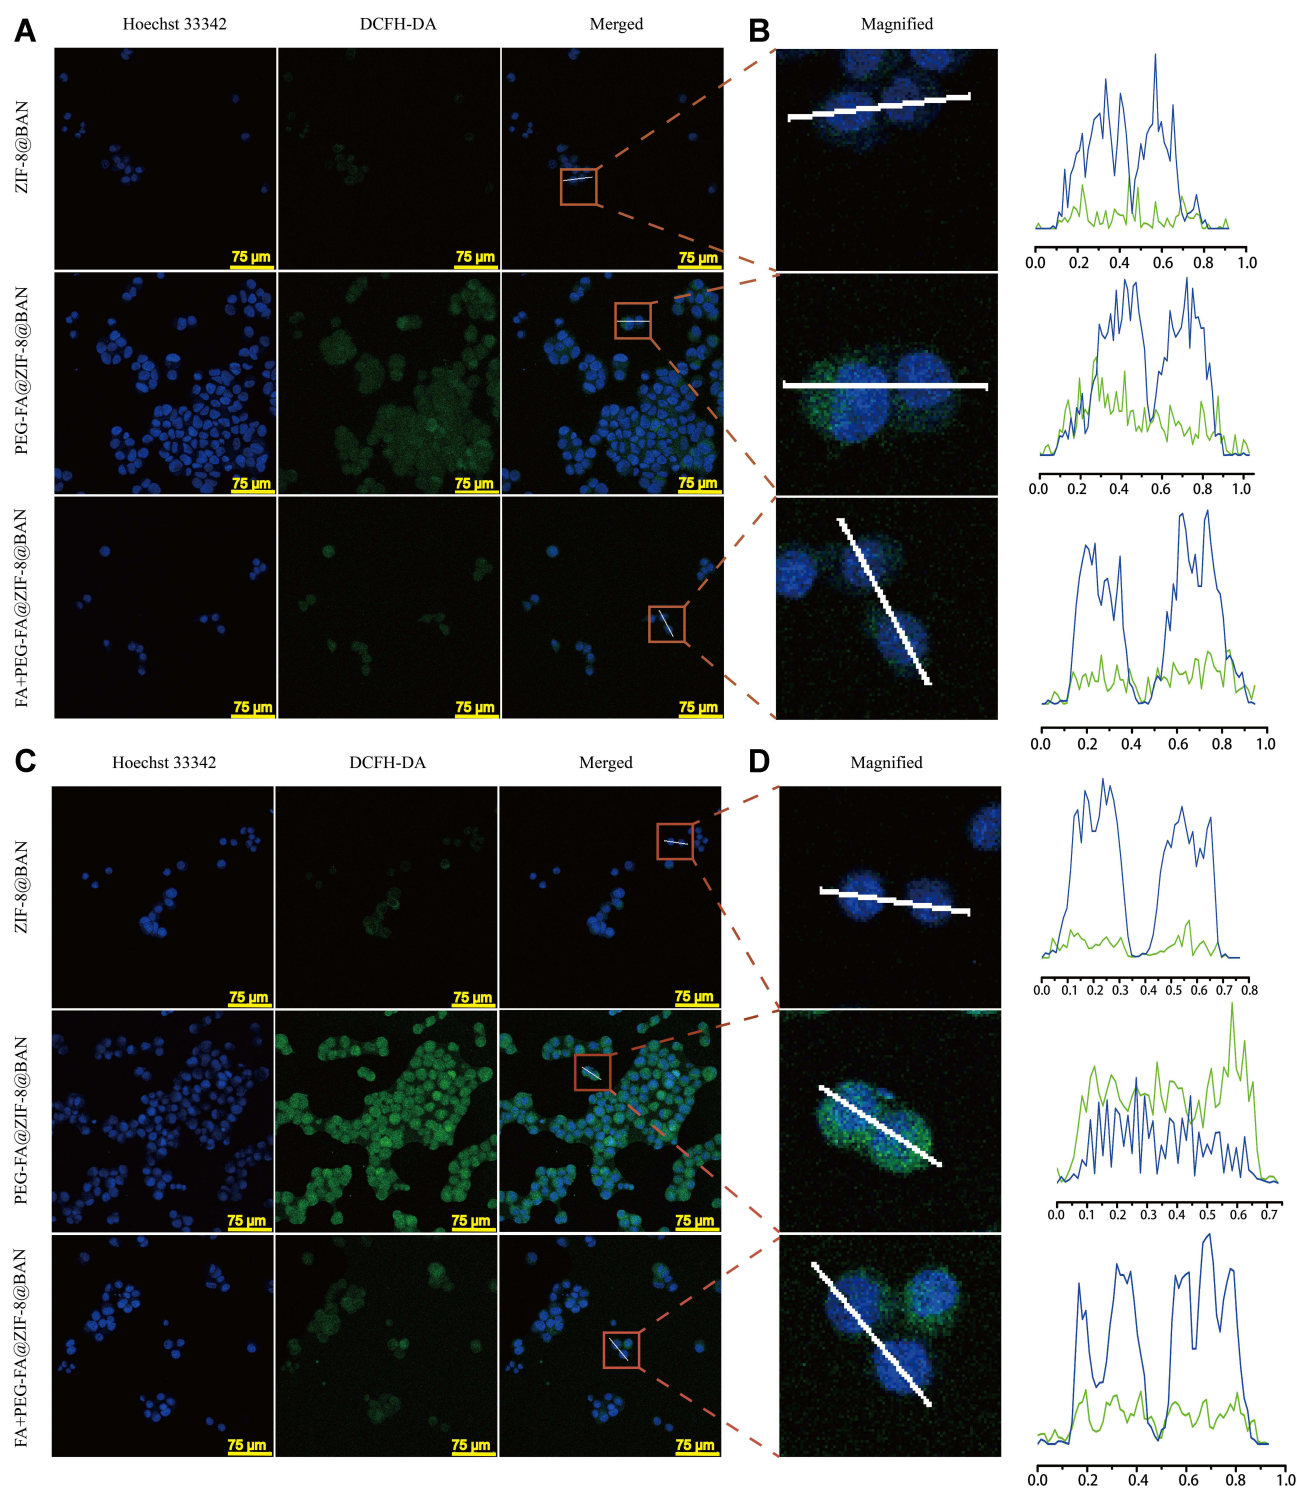 A
Hoechst 33342 DCFH-DA Merged
B
Magnified
ZIF-8@BAN
75 µm 75 µm 75 µm
0.0 0.2 0.4 0.6 0.8 1.0
PEG-FA@ZIF-8@BAN
75 µm 75 µm 75 µm
0.0 0.2 0.4 0.6 0.8 1.0
FA+PEG-FA@ZIF-8@BAN
75 µm 75 µm 75 µm
0.0 0.2 0.4 0.6 0.8 1.0
C
Hoechst 33342 DCFH-DA Merged
D
Magnified
ZIF-8@BAN
75 µm 75 µm 75 µm
0.0 0.1 0.2 0.3 0.4 0.5 0.6 0.7 0.8
PEG-FA@ZIF-8@BAN
75 µm 75 µm 75 µm
0.0 0.1 0.2 0.3 0.4 0.5 0.6 0.7
FA+PEG-FA@ZIF-8@BAN
75 µm 75 µm 75 µm
0.0 0.2 0.4 0.6 0.8 1.0